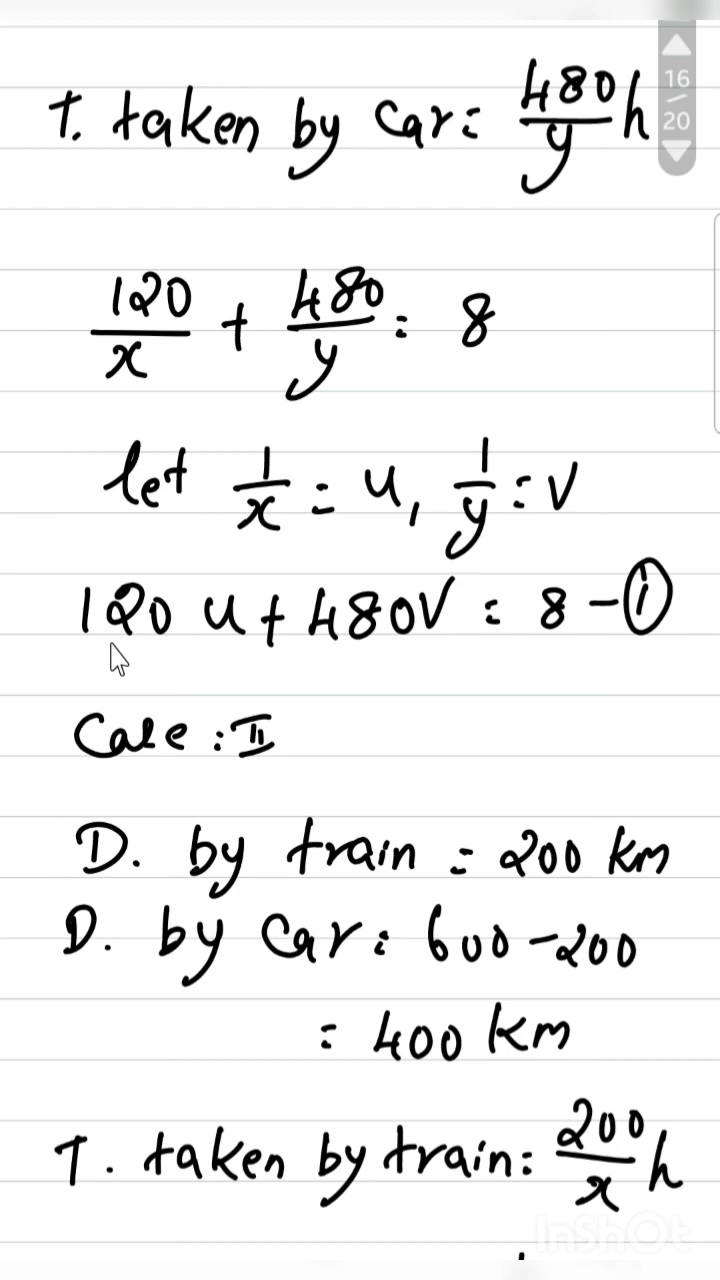 T. taken by car = 480/y h
16
20
120/x + 480/y = 8
let 1/x = u, 1/y = v
120 u + 480v = 8 - ①
Case : II
D. by train = 200 km
D. by car = 600 - 200
= 400 km
T. taken by train = 200/x h
InShOt